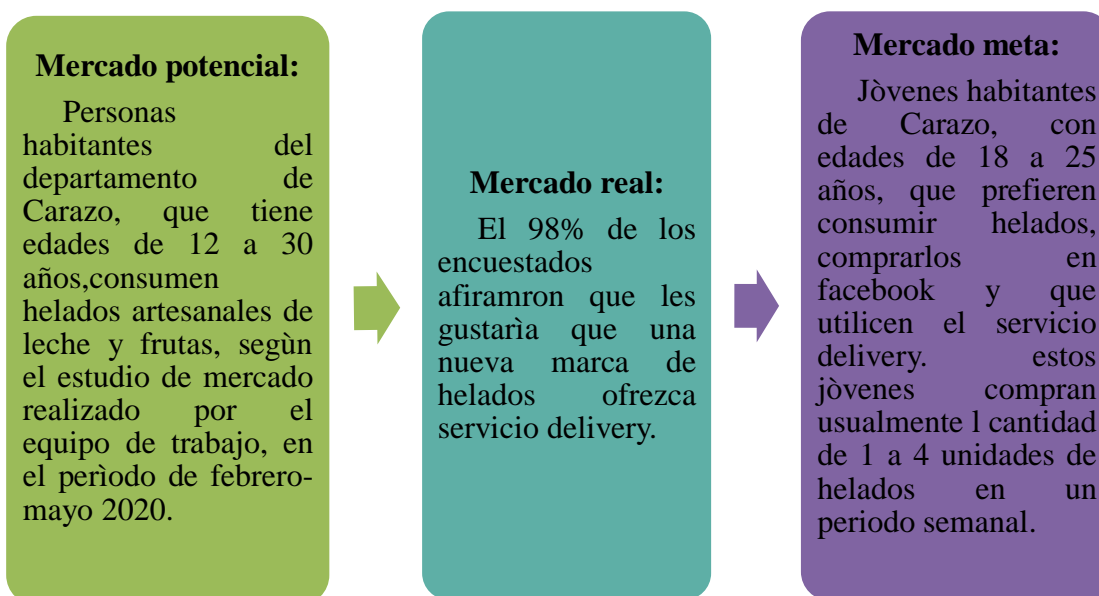 Mercado potencial:
Personas
habitantes del
departamento de
Carazo, que tiene
edades de 12 a 30
años,consumen
helados artesanales de
leche y frutas, segùn
el estudio de mercado
realizado por el
equipo de trabajo, en
el perìodo de febrero-
mayo 2020.
Mercado real:
El 98% de los
encuestados
afiramron que les
gustarìa que una
nueva marca de
helados ofrezca
servicio delivery.
Mercado meta:
Jòvenes habitantes
de Carazo, con
edades de 18 a 25
años, que prefieren
consumir helados,
comprarlos en
facebook y que
utilicen el servicio
delivery. estos
jòvenes compran
usualmente l cantidad
de 1 a 4 unidades de
helados en un
periodo semanal.